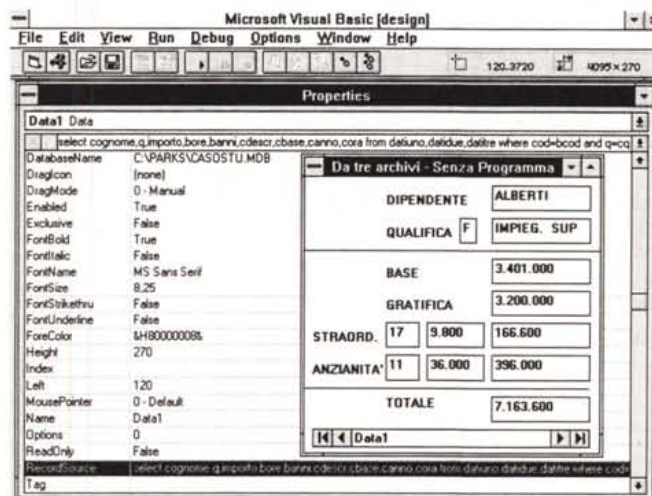 Microsoft Visual Basic [design]
File Edit View Run Debug Options Window Help
120,3720 4095 × 270
Properties
Data1 Data
select cognome,q,importo,bore,banni,cdescr,cbase,canno,cora from datiuno,datidue,datitre where cod=bcod and q=cq
DatabaseName C:\PARKS\CASOSTU.MDB
DragIcon (none)
DragMode 0 - Manual
Enabled True
Exclusive False
FontBold True
FontItalic False
FontName MS Sans Serif
FontSize 8,25
FontStrikethru False
FontUnderline False
ForeColor &H80000008&
Height 270
Index
Left 120
MousePointer 0 - Default
Name Data1
Options 0
ReadOnly False
RecordSource select cognome,q,importo,bore,banni,cdescr,cbase,canno,cora from datiuno,datidue,datitre where cod=
Tag
Da tre archivi - Senza Programma
DIPENDENTE ALBERTI
QUALIFICA F IMPIEG. SUP
BASE 3.401.000
GRATIFICA 3.200.000
STRAORD. 17 9.800 166.600
ANZIANITA' 11 36.000 396.000
TOTALE 7.163.600
Data1